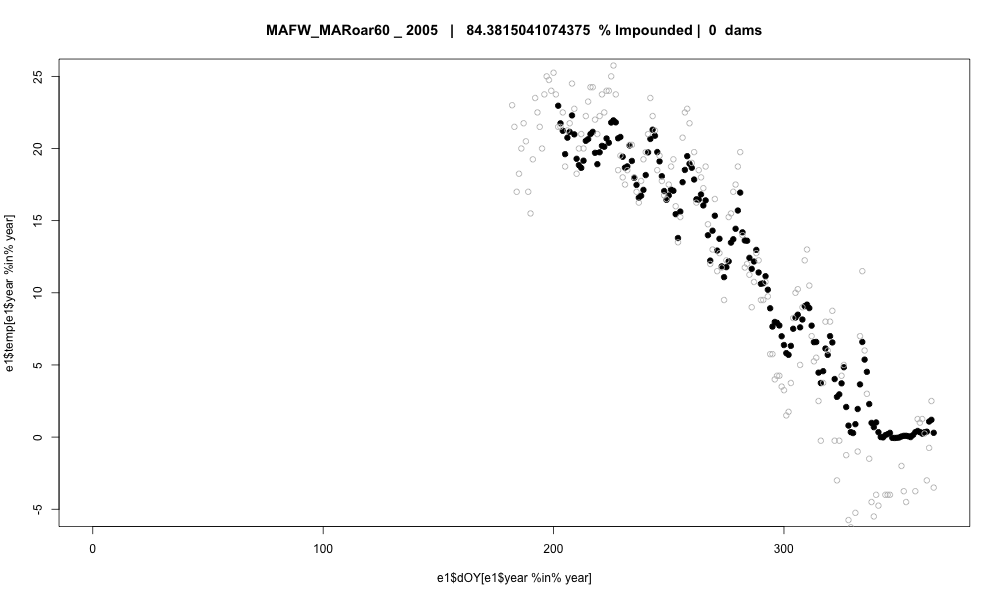 MAFW_MARoar60 _ 2005 | 84.3815041074375 % Impounded | 0 dams
e1$temp[e1$year %in% year]
25
20
15
10
5
0
-5
0 100 200 300
e1$dOY[e1$year %in% year]